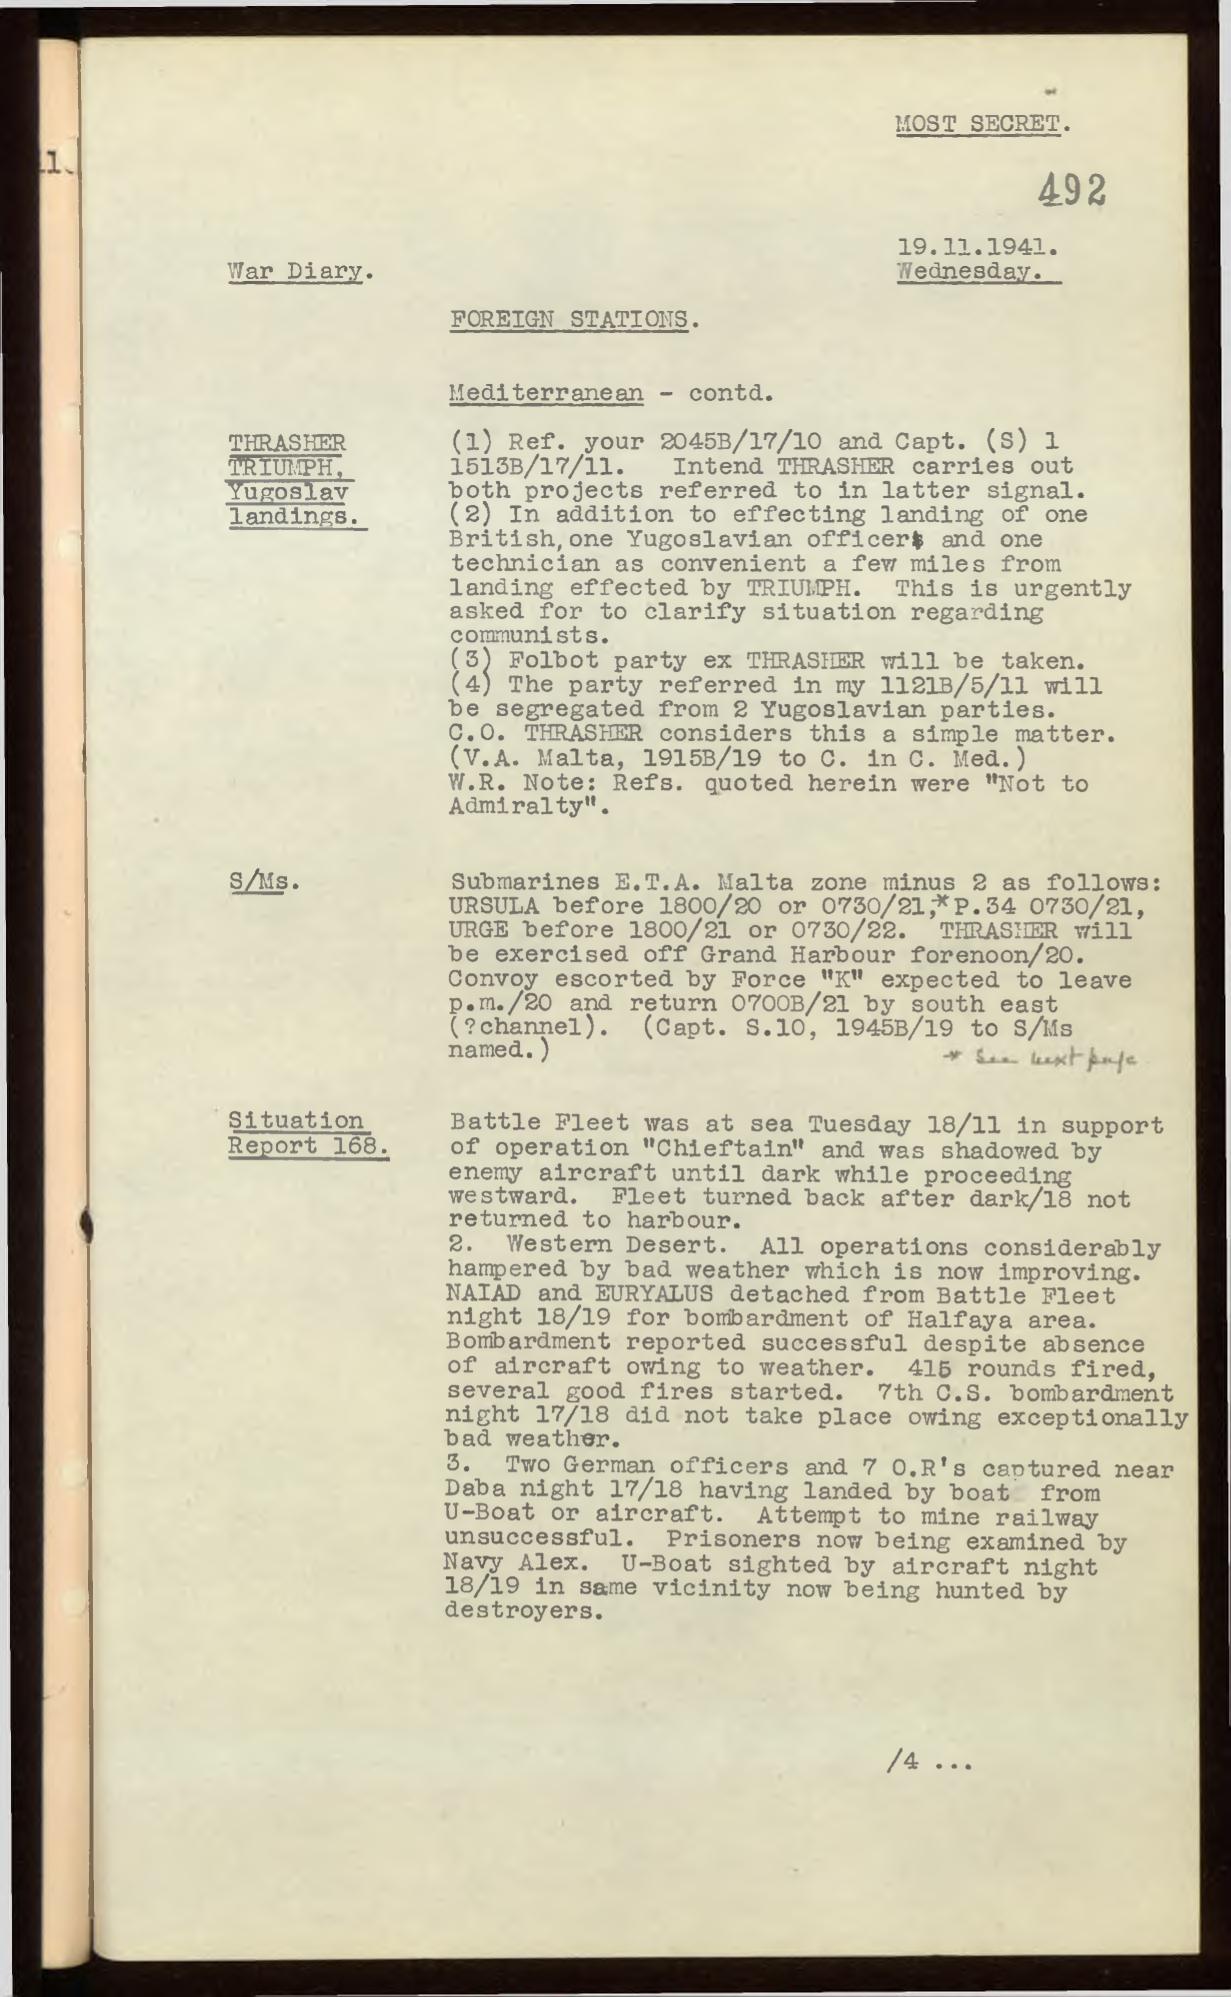 MOST SECRET.
492
19.11.1941.
War Diary.
Wednesday.
FOREIGN STATIONS.
Mediterranean - contd.
THRASHER
TRIUMPH,
Yugoslav
landings.
(1) Ref. your 2045B/17/10 and Capt. (S) 1
1513B/17/11. Intend THRASHER carries out
both projects referred to in latter signal.
(2) In addition to effecting landing of one
British, one Yugoslavian officer and one
technician as convenient a few miles from
landing effected by TRIUMPH. This is urgently
asked for to clarify situation regarding
communists.
(3) Folbot party ex THRASHER will be taken.
(4) The party referred in my 1121B/5/11 will
be segregated from 2 Yugoslavian parties.
C.O. THRASHER considers this a simple matter.
(V.A. Malta, 1915B/19 to C. in C. Med.)
W.R. Note: Refs. quoted herein were "Not to
Admiralty".
S/Ms.
Submarines E.T.A. Malta zone minus 2 as follows:
URSULA before 1800/20 or 0730/21,* P.34 0730/21,
URGE before 1800/21 or 0730/22. THRASHER will
be exercised off Grand Harbour forenoon/20.
Convoy escorted by Force "K" expected to leave
p.m./20 and return 0700B/21 by south east
(?channel). (Capt. S.10, 1945B/19 to S/Ms
named.)
* See next page
Situation
Report 168.
Battle Fleet was at sea Tuesday 18/11 in support
of operation "Chieftain" and was shadowed by
enemy aircraft until dark while proceeding
westward. Fleet turned back after dark/18 not
returned to harbour.
2. Western Desert. All operations considerably
hampered by bad weather which is now improving.
NAIAD and EURYALUS detached from Battle Fleet
night 18/19 for bombardment of Halfaya area.
Bombardment reported successful despite absence
of aircraft owing to weather. 415 rounds fired,
several good fires started. 7th C.S. bombardment
night 17/18 did not take place owing exceptionally
bad weather.
3. Two German officers and 7 O.R's captured near
Daba night 17/18 having landed by boat from
U-Boat or aircraft. Attempt to mine railway
unsuccessful. Prisoners now being examined by
Navy Alex. U-Boat sighted by aircraft night
18/19 in same vicinity now being hunted by
destroyers.
/4 ...